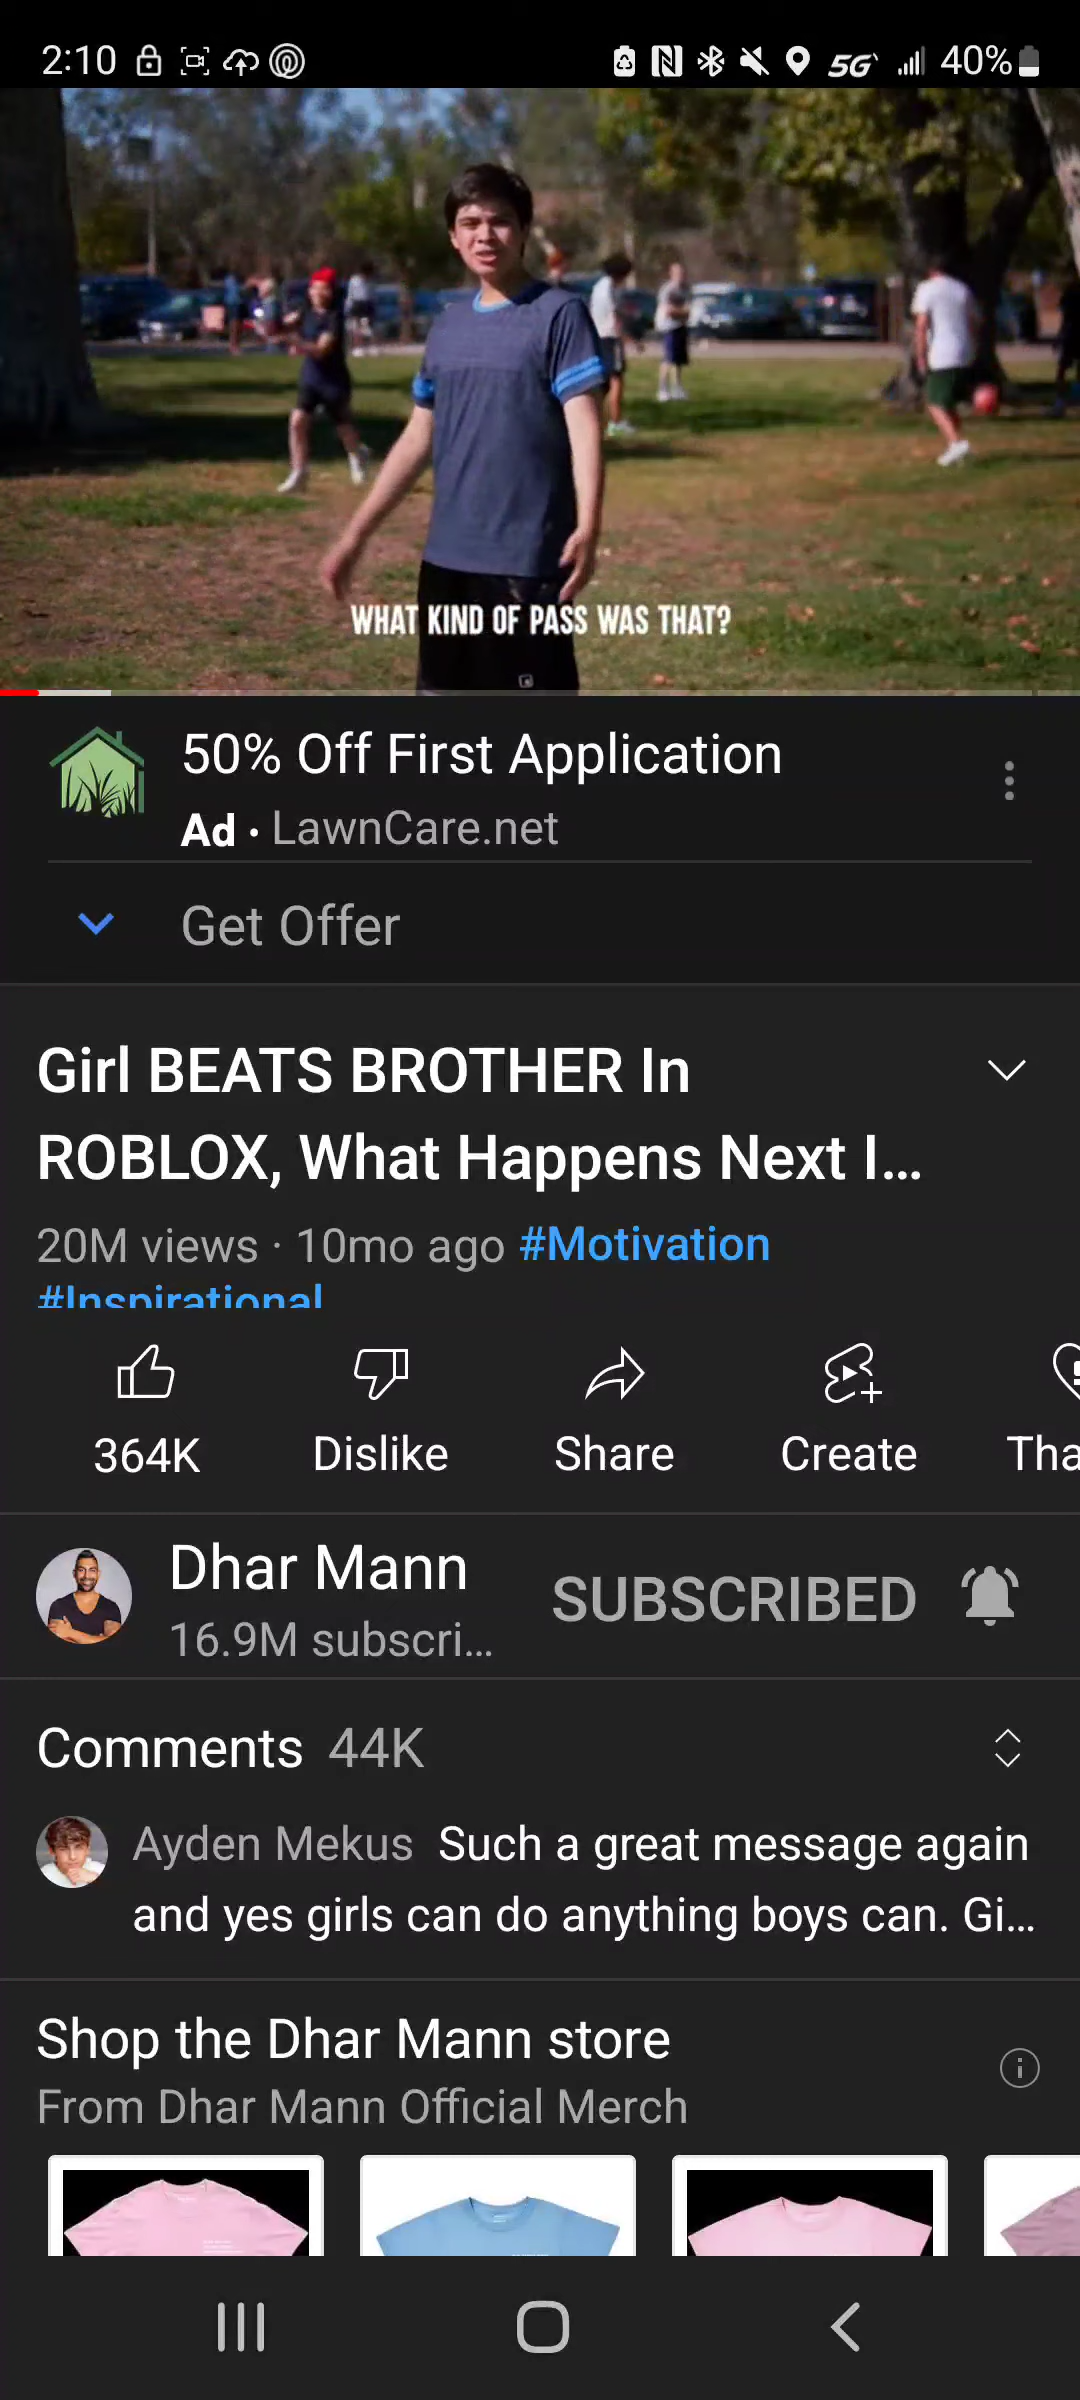 2:10
5G
40%
WHAT KIND OF PASS WAS THAT?
50% Off First Application
Ad · LawnCare.net
Get Offer
Girl BEATS BROTHER In
ROBLOX, What Happens Next I...
20M views · 10mo ago #Motivation
#Inspirational
364K
Dislike
Share
Create
Tha
Dhar Mann
16.9M subscri...
SUBSCRIBED
Comments 44K
Ayden Mekus Such a great message again
and yes girls can do anything boys can. Gi...
Shop the Dhar Mann store
From Dhar Mann Official Merch